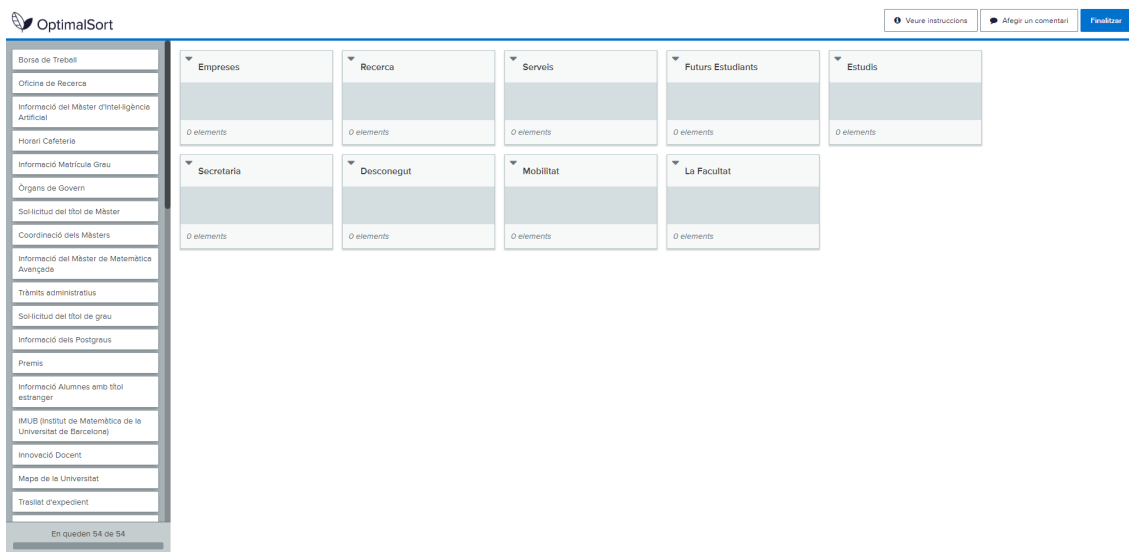 OptimalSort
Veure instruccions
Afegir un comentari
Finalitzar
Borsa de Treball
Oficina de Recerca
Informació del Màster d'Intel·ligència
Artificial
Horari Cafeteria
Informació Matrícula Grau
Òrgans de Govern
Sol·licitud del títol de Màster
Coordinació dels Màsters
Informació del Màster de Matemàtica
Avançada
Tràmits administratius
Sol·licitud del títol de grau
Informació dels Postgraus
Premis
Informació Alumnes amb títol
estranger
IMUB (Institut de Matemàtica de la
Universitat de Barcelona)
Innovació Docent
Mapa de la Universitat
Trasllat d'expedient
En queden 54 de 54
Empreses
0 elements
Recerca
0 elements
Serveis
0 elements
Futurs Estudiants
0 elements
Estudis
0 elements
Secretaria
0 elements
Desconegut
0 elements
Mobilitat
0 elements
La Facultat
0 elements